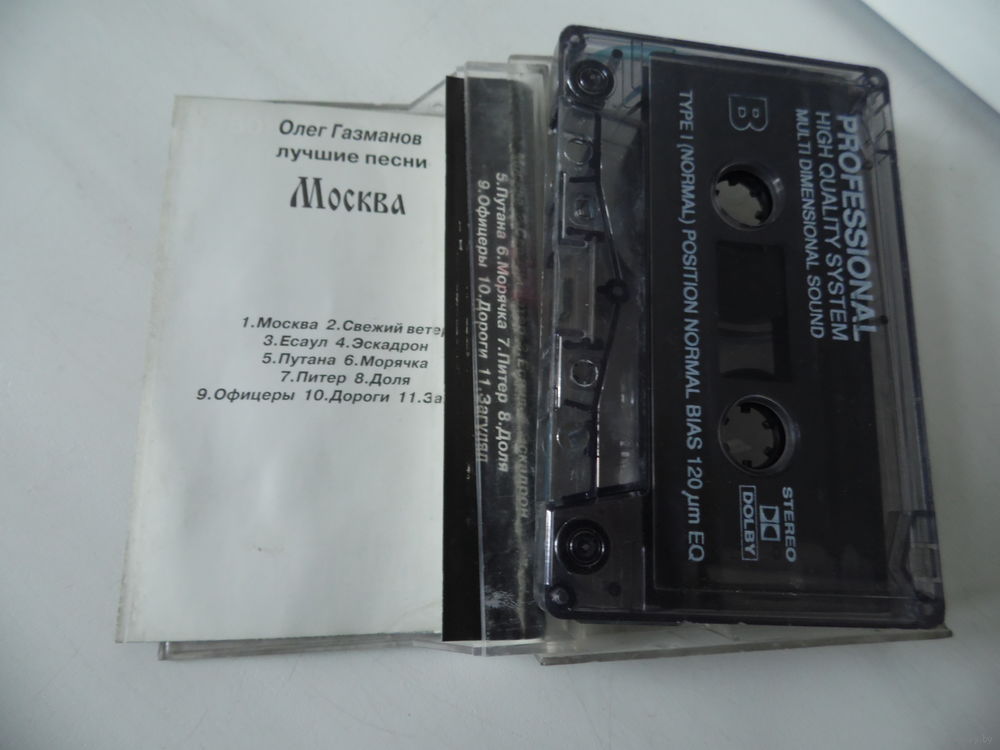 Олег Газманов
лучшие песни
Москва
1.Москва 2.Свежий вете
3.Есаул 4.Эскадрон
5.Путана 6.Морячка
7.Питер 8.Доля
9.Офицеры 10.Дороги 11.За
5.Путана 6.Морячка 7.Питер 8.Доля
9.Офицеры 10.Дороги 11.Загулял
PROFESSIONAL
HIGH QUALITY SYSTEM
MULTI DIMENSIONAL SOUND
B
STEREO
DOLBY
TYPE I (NORMAL) POSITION NORMAL BIAS 120 µm EQ